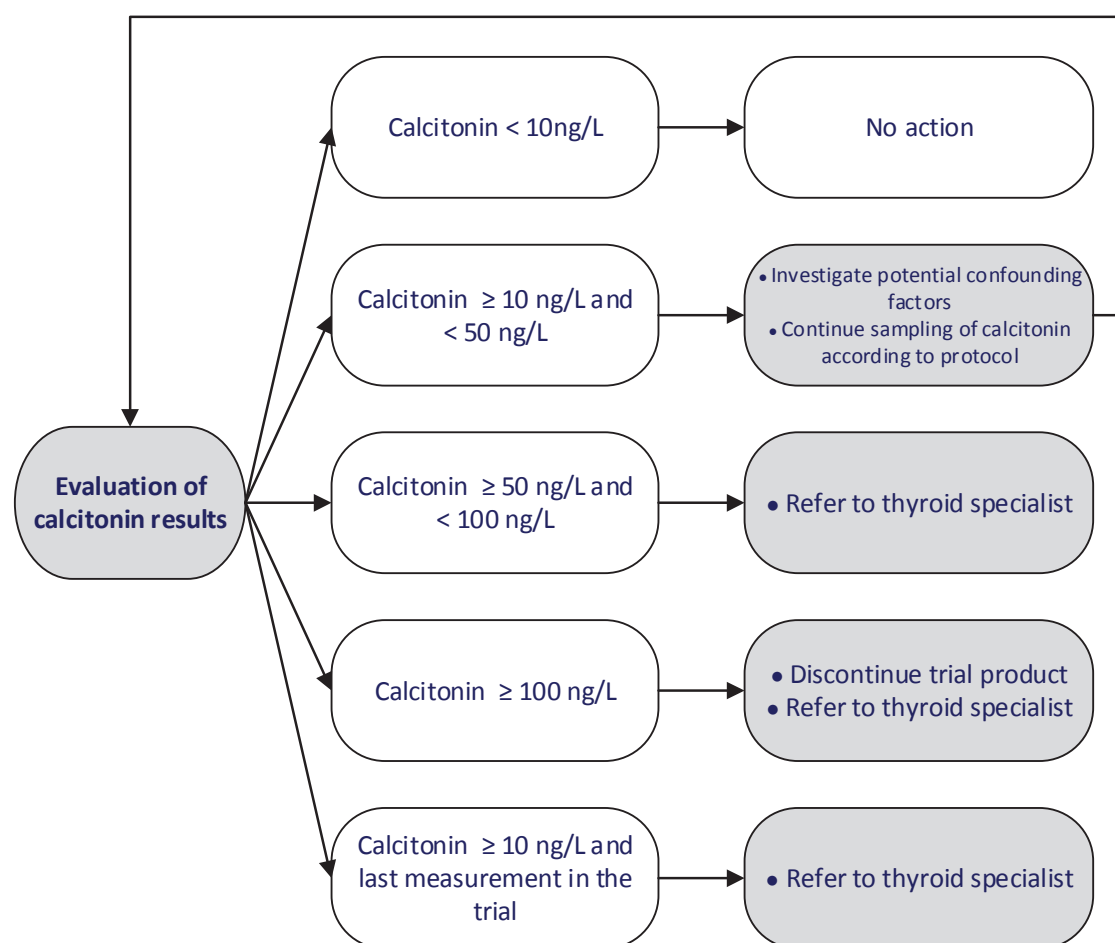 Calcitonin < 10ng/L
No action
Calcitonin ≥ 10 ng/L and
< 50 ng/L
• Investigate potential confounding
factors
• Continue sampling of calcitonin
according to protocol
Evaluation of
calcitonin results
Calcitonin ≥ 50 ng/L and
< 100 ng/L
• Refer to thyroid specialist
Calcitonin ≥ 100 ng/L
• Discontinue trial product
• Refer to thyroid specialist
Calcitonin ≥ 10 ng/L and
last measurement in the
trial
• Refer to thyroid specialist